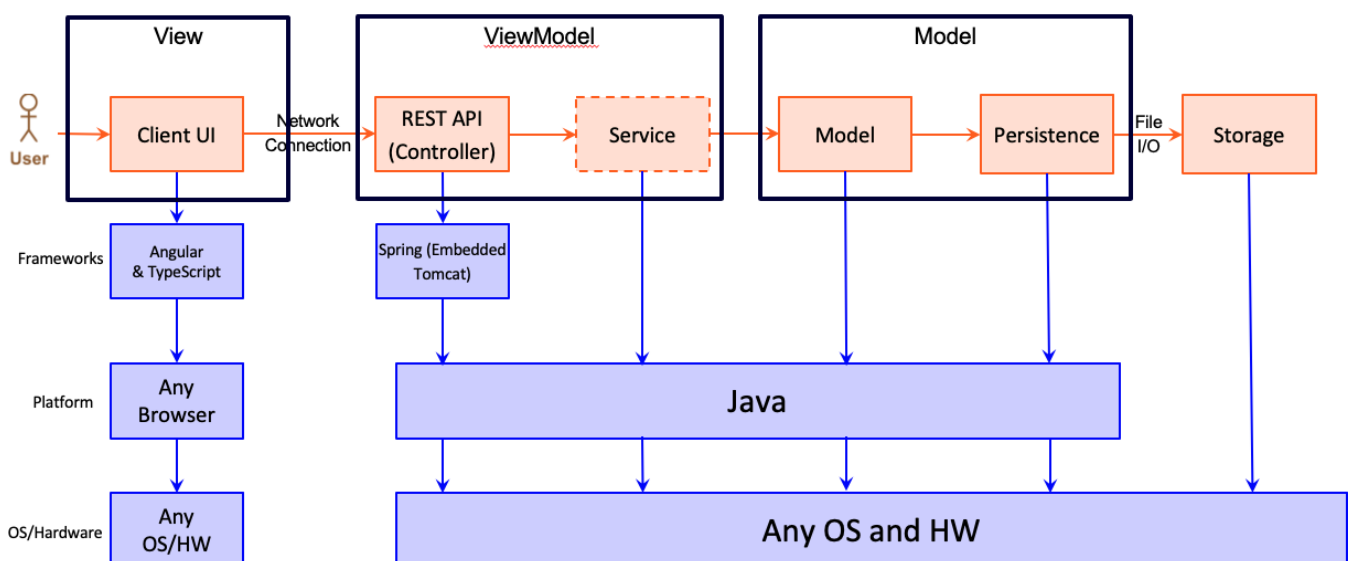 View
ViewModel
Model
User
Client UI
Network
Connection
REST API
(Controller)
Service
Model
Persistence
File
I/O
Storage
Frameworks
Angular
& TypeScript
Spring (Embedded
Tomcat)
Platform
Any
Browser
Java
OS/Hardware
Any
OS/HW
Any OS and HW